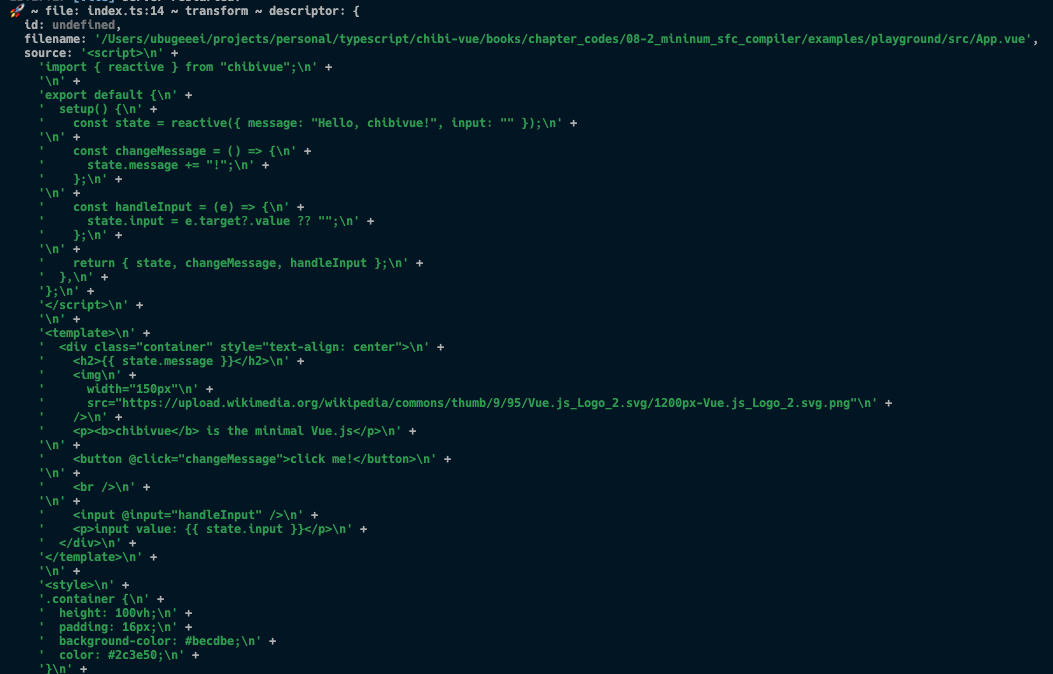 🚀 ~ file: index.ts:14 ~ transform ~ descriptor: {
  id: undefined,
  filename: '/Users/ubugeeei/projects/personal/typescript/chibi-vue/books/chapter_codes/08-2_mininum_sfc_compiler/examples/playground/src/App.vue',
  source: '<script>\n' +
    'import { reactive } from "chibivue";\n' +
    '\n' +
    'export default {\n' +
    '  setup() {\n' +
    '    const state = reactive({ message: "Hello, chibivue!", input: "" });\n' +
    '\n' +
    '    const changeMessage = () => {\n' +
    '      state.message += "!";\n' +
    '    };\n' +
    '\n' +
    '    const handleInput = (e) => {\n' +
    '      state.input = e.target?.value ?? "";\n' +
    '    };\n' +
    '\n' +
    '    return { state, changeMessage, handleInput };\n' +
    '  },\n' +
    '};\n' +
    '</script>\n' +
    '\n' +
    '<template>\n' +
    '  <div class="container" style="text-align: center">\n' +
    '    <h2>{{ state.message }}</h2>\n' +
    '    <img\n' +
    '      width="150px"\n' +
    '      src="https://upload.wikimedia.org/wikipedia/commons/thumb/9/95/Vue.js_Logo_2.svg/1200px-Vue.js_Logo_2.svg.png"\n' +
    '    />\n' +
    '    <p><b>chibivue</b> is the minimal Vue.js</p>\n' +
    '\n' +
    '    <button @click="changeMessage">click me!</button>\n' +
    '\n' +
    '    <br />\n' +
    '\n' +
    '    <input @input="handleInput" />\n' +
    '    <p>input value: {{ state.input }}</p>\n' +
    '  </div>\n' +
    '</template>\n' +
    '\n' +
    '<style>\n' +
    '.container {\n' +
    '  height: 100vh;\n' +
    '  padding: 16px;\n' +
    '  background-color: #becdbe;\n' +
    '  color: #2c3e50;\n' +
    '}\n' +